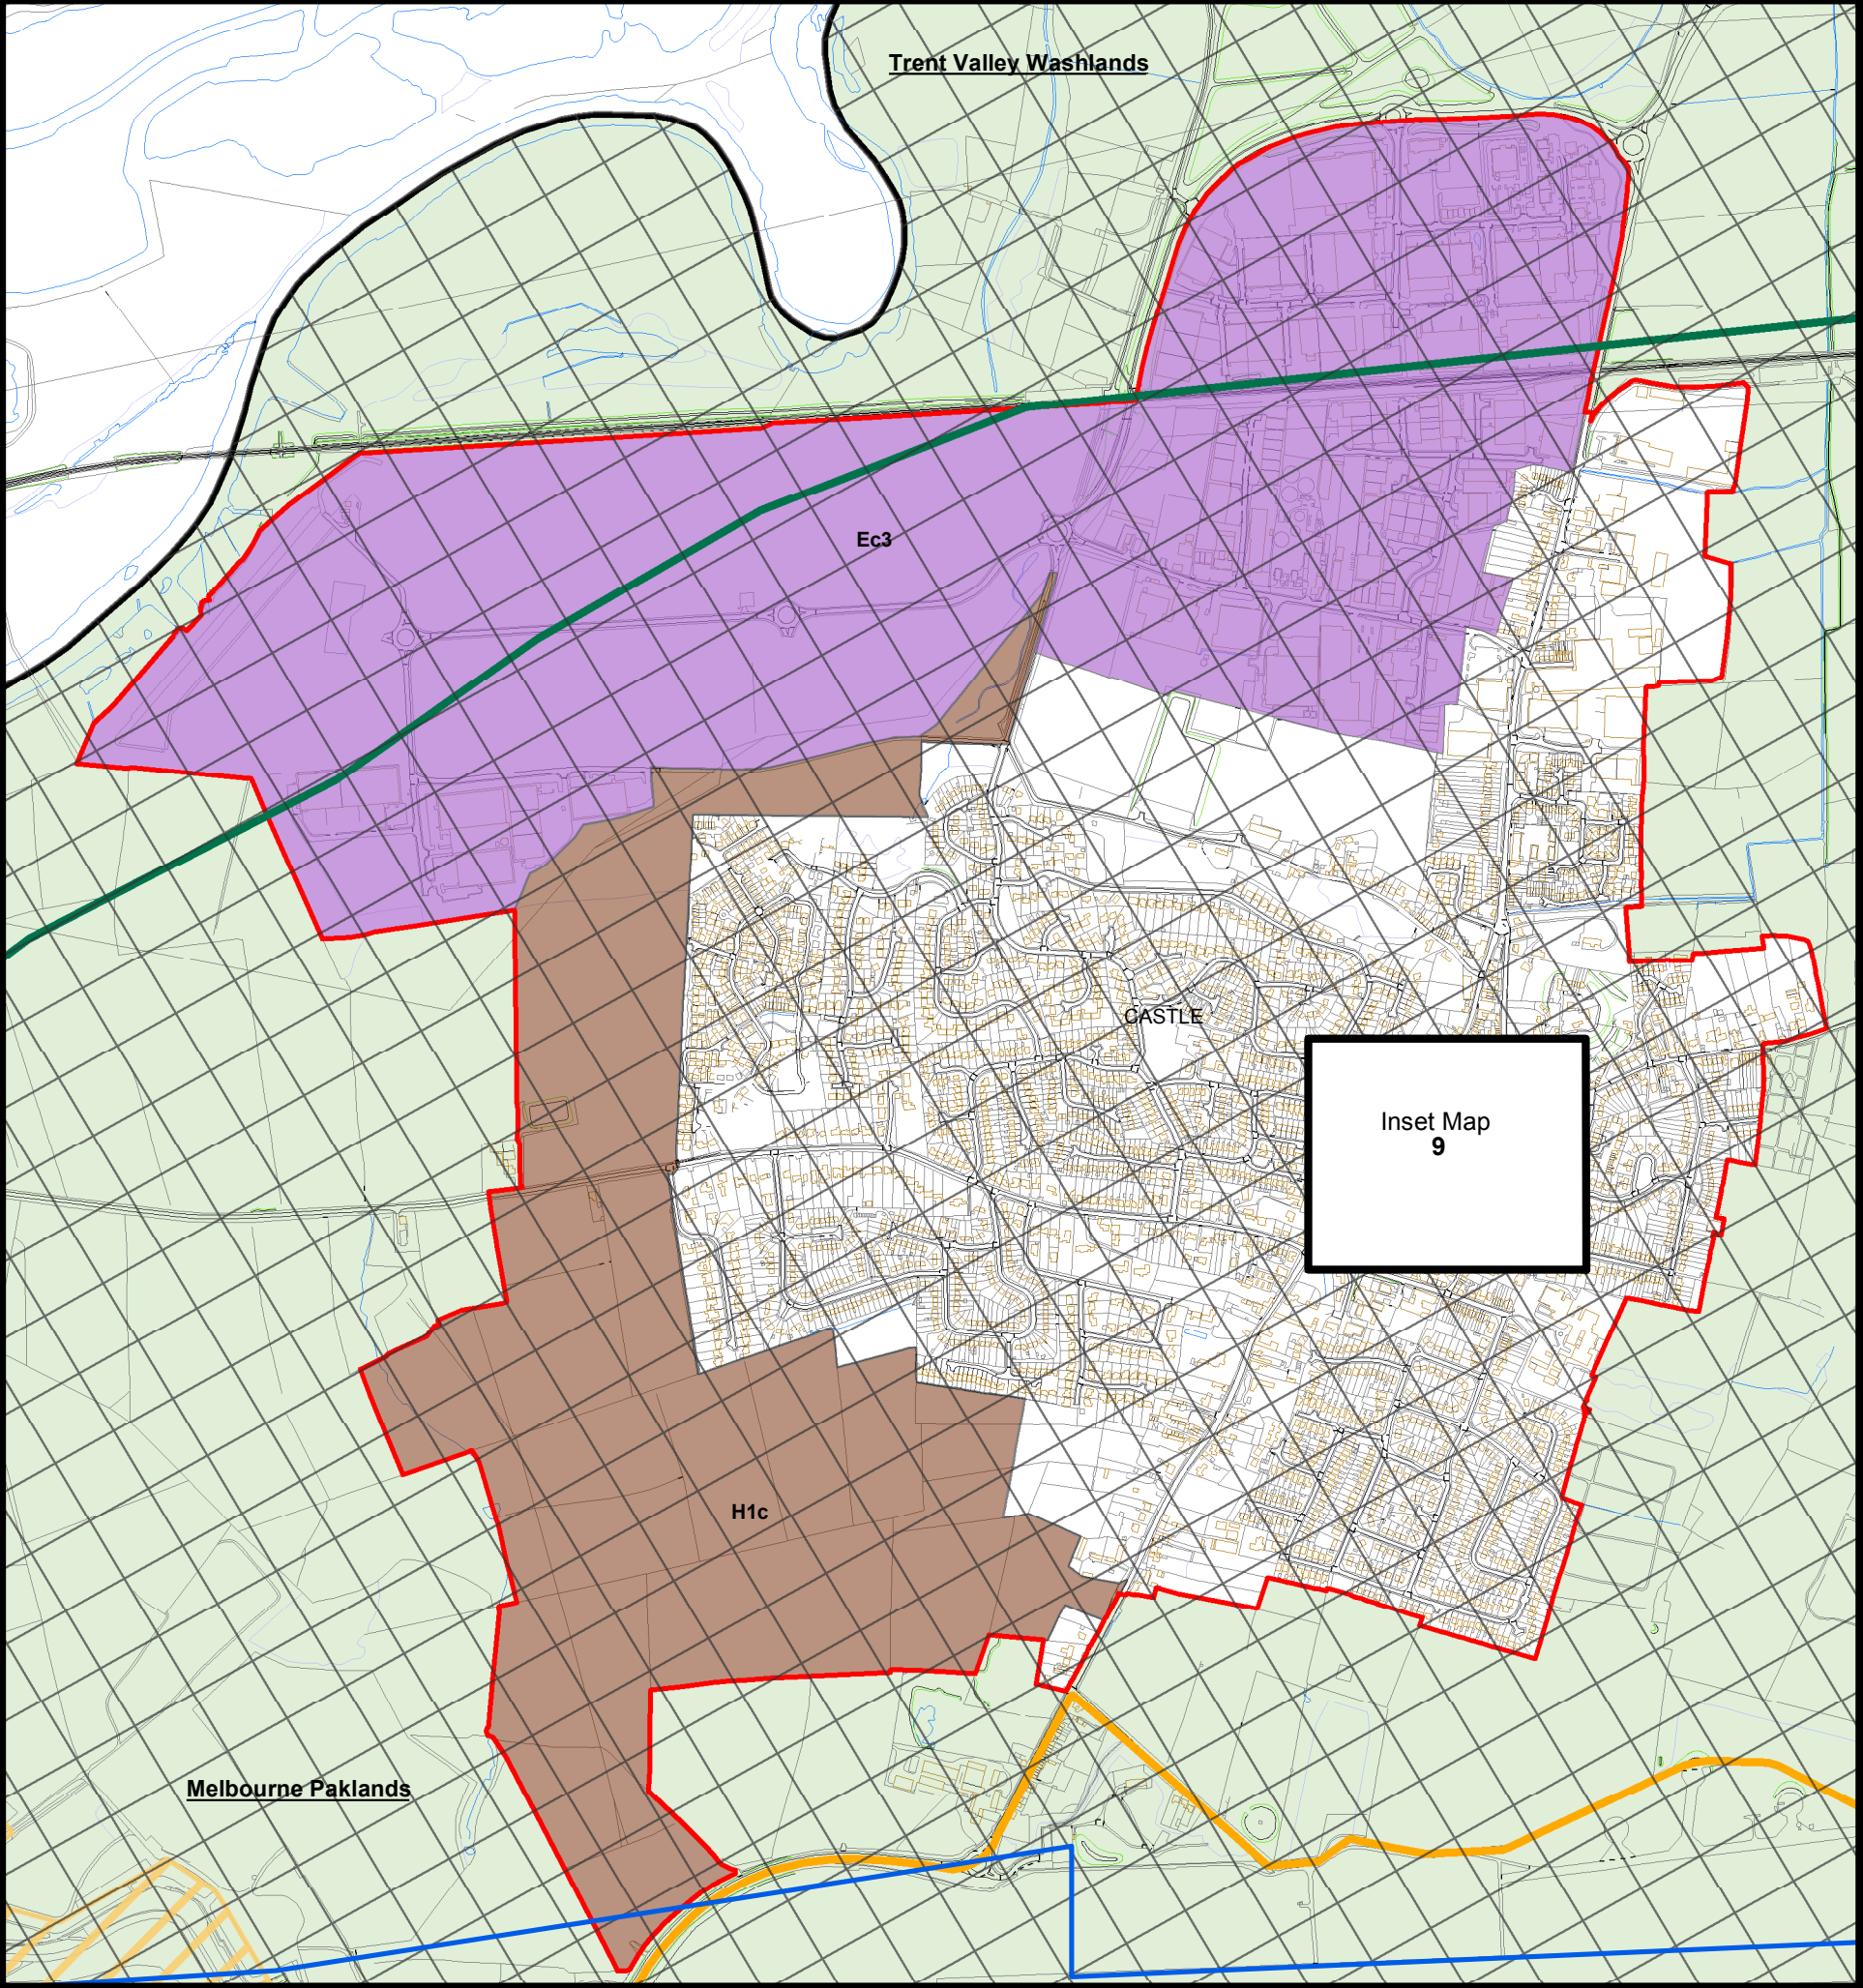 Trent Valley Washlands
Ec3
CASTLE
Inset Map
9
H1c
Melbourne Paklands